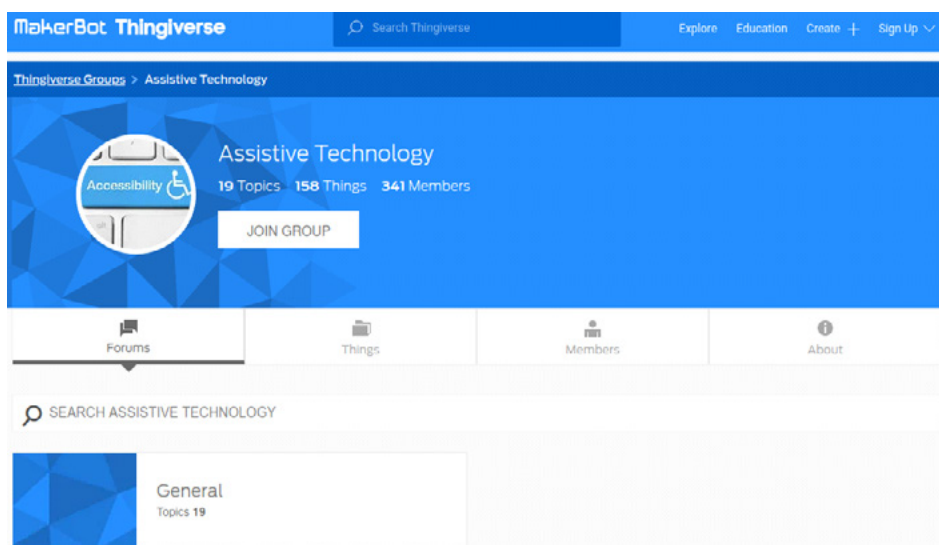 MakerBot Thingiverse
Search Thingiverse
Explore Education Create + Sign Up
Thingiverse Groups > Assistive Technology
Accessibility
Assistive Technology
19 Topics 158 Things 341 Members
JOIN GROUP
Forums Things Members About
SEARCH ASSISTIVE TECHNOLOGY
General
Topics 19